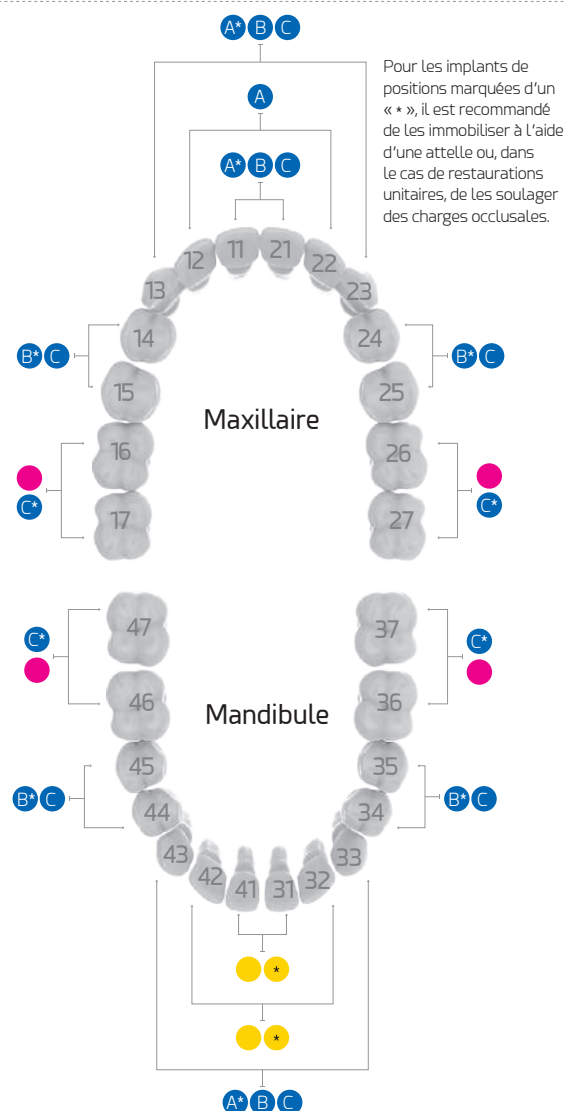 A* B C
Pour les implants de
positions marquées d'un
« * », il est recommandé
de les immobiliser à l'aide
d'une attelle ou, dans
le cas de restaurations
unitaires, de les soulager
des charges occlusales.
A
A* B C
11 21
12 22
13 23
14 24
B* C B* C
15 25
Maxillaire
16 26
C* C*
17 27
47 37
C* C*
46 36
Mandibule
45 35
B* C B* C
44 34
43 33
42 32
41 31
*
*
A* B C